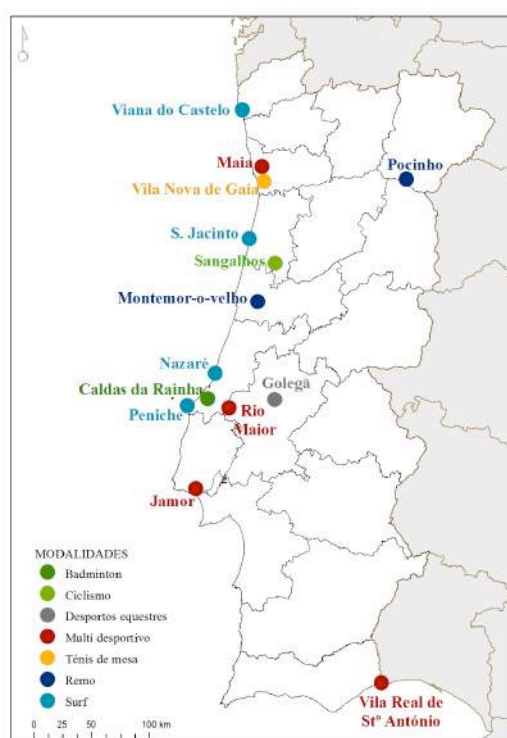 Viana do Castelo
Maia
Pocinho
Vila Nova de Gaia
S. Jacinto
Sangalhos
Montemor-o-velho
Nazaré
Golegã
Caldas da Rainha
Peniche
Rio
Maior
Jamor
MODALIDADES
Badminton
Ciclismo
Desportos equestres
Multi desportivo
Ténis de mesa
Remo
Surf
Vila Real de
Stº António
0 25 50 100 km